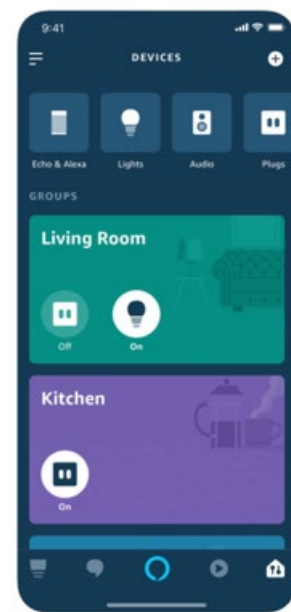 9:41
DEVICES
Echo & Alexa Lights Audio Plugs
GROUPS
Living Room
Off On
Kitchen
On